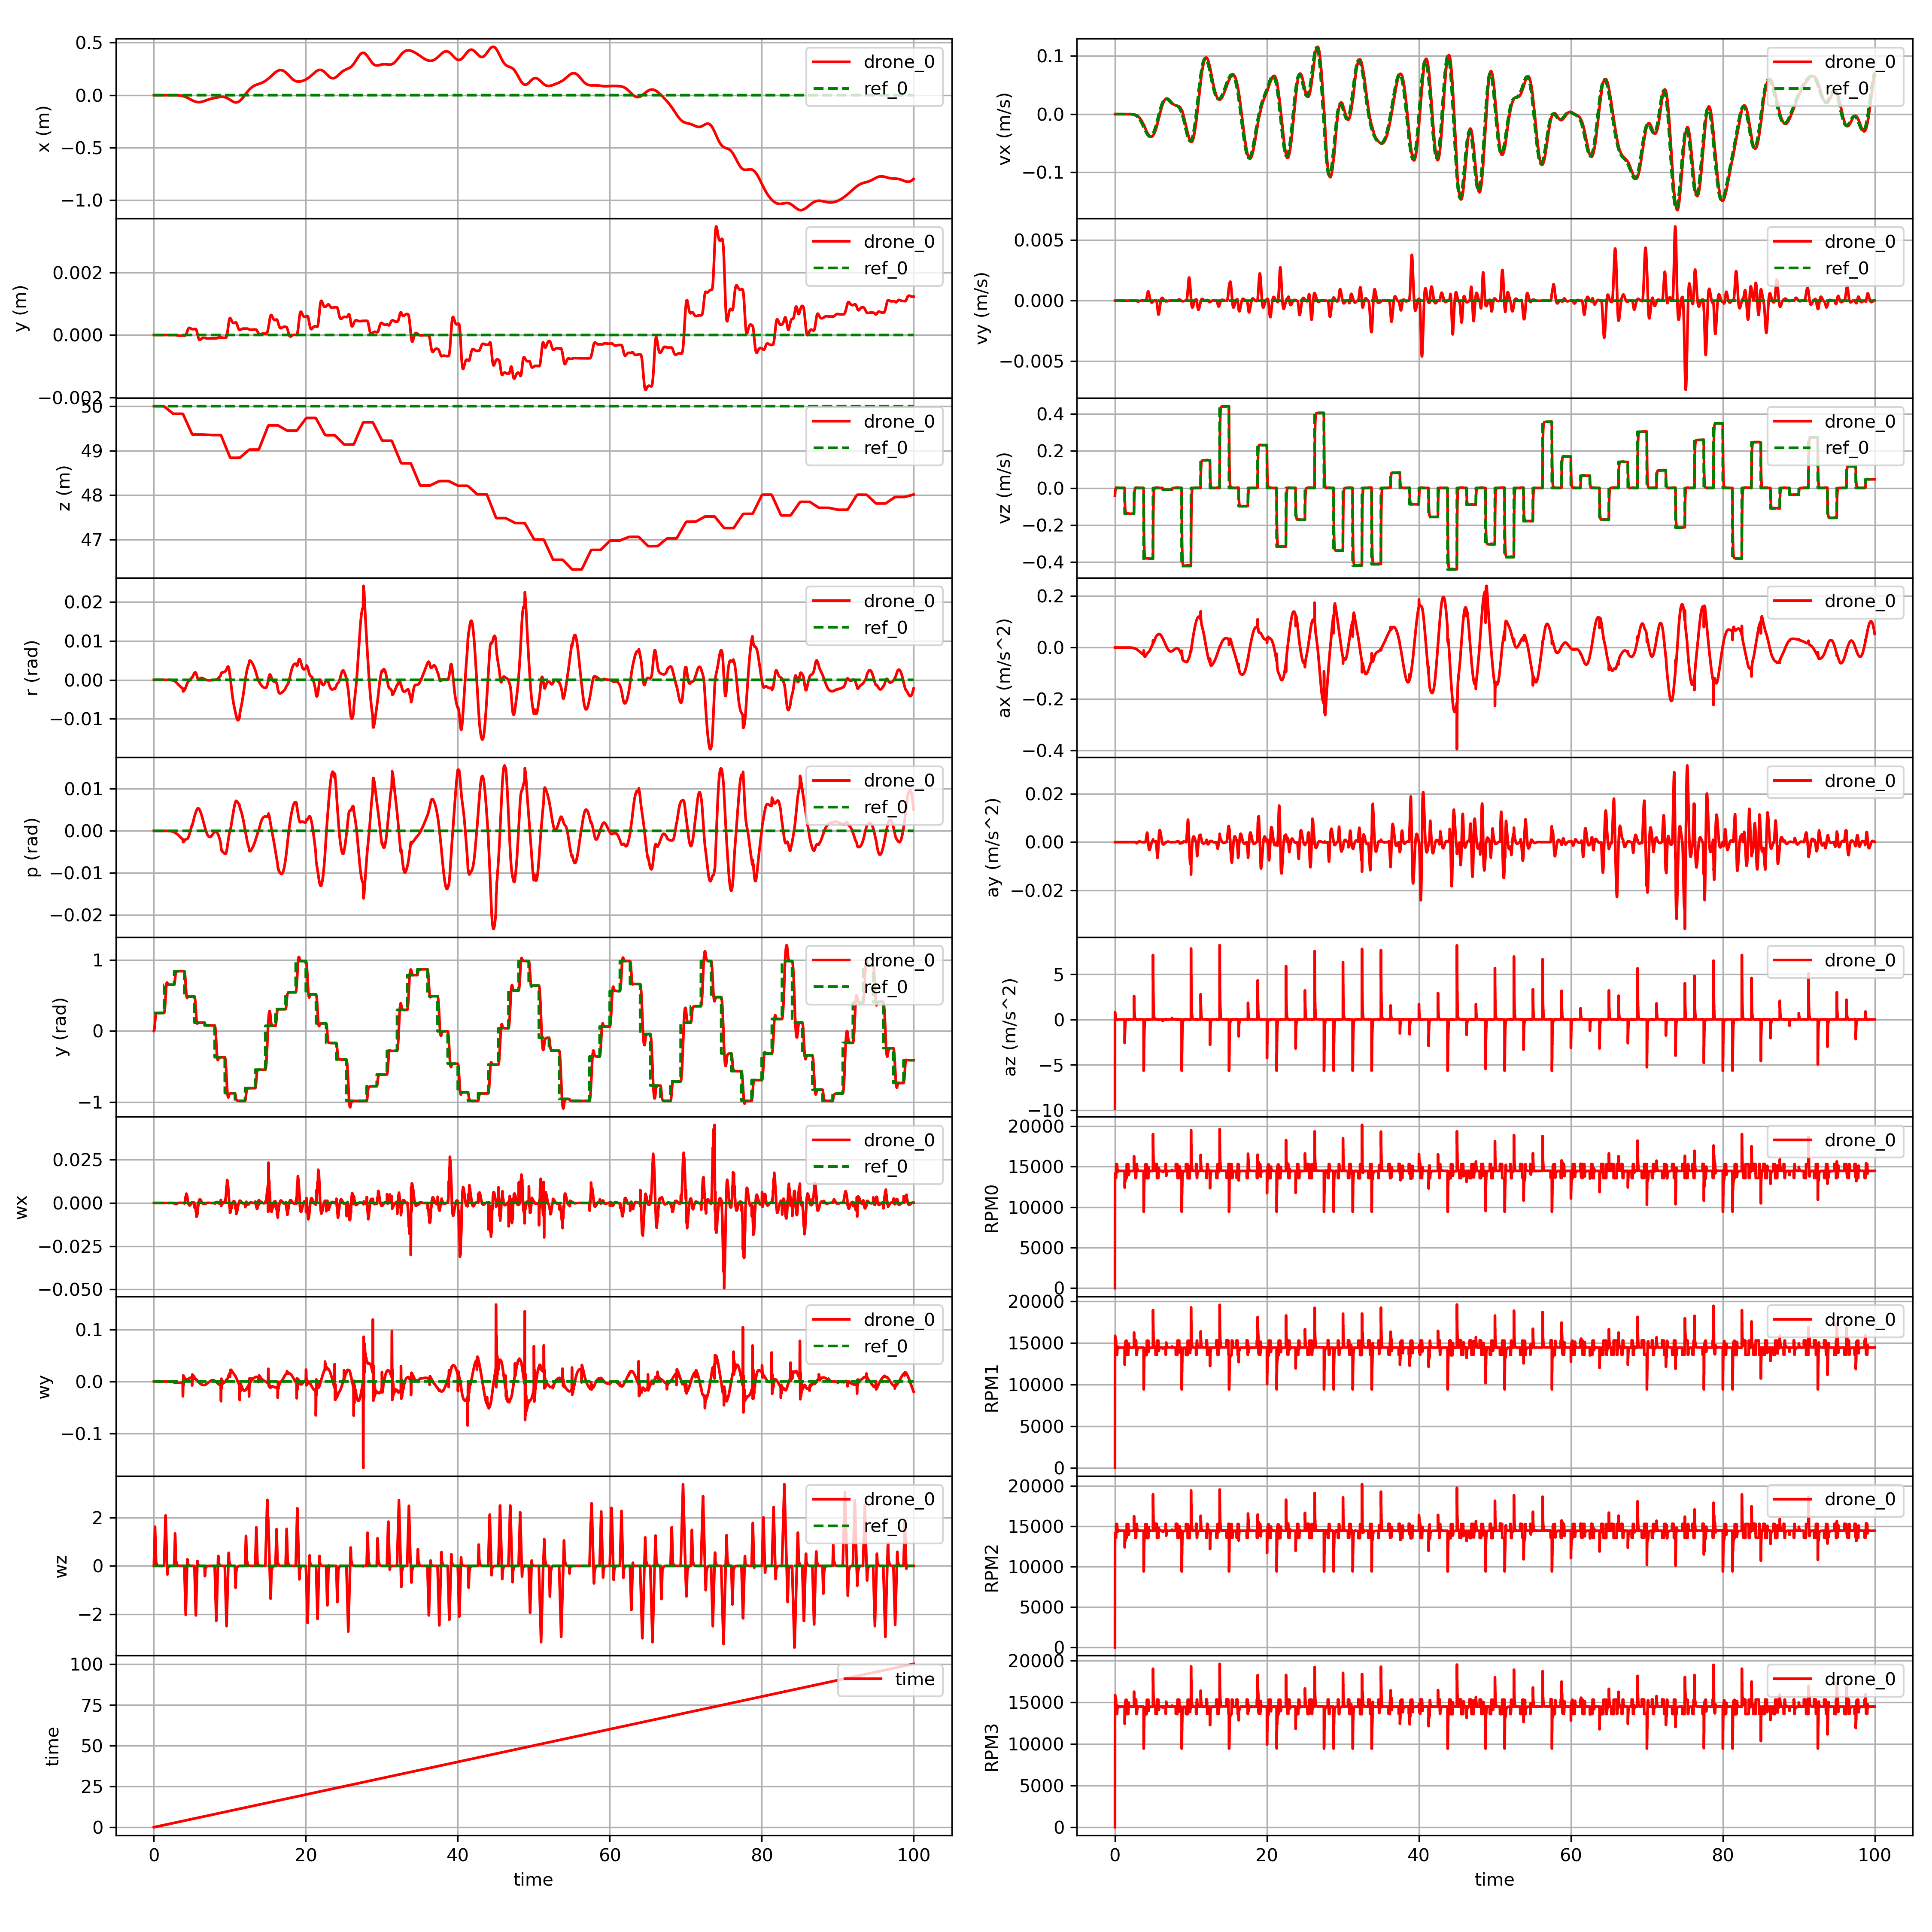 0.5
0.0
−0.5
−1.0
x (m)
drone_0
ref_0
0.002
0.000
−0.002
y (m)
drone_0
ref_0
50
49
48
47
z (m)
drone_0
ref_0
0.02
0.01
0.00
−0.01
r (rad)
drone_0
ref_0
0.01
0.00
−0.01
−0.02
p (rad)
drone_0
ref_0
1
0
−1
y (rad)
drone_0
ref_0
0.025
0.000
−0.025
−0.050
wx
drone_0
ref_0
0.1
0.0
−0.1
wy
drone_0
ref_0
2
0
−2
wz
drone_0
ref_0
100
75
50
25
0
time
time
0 20 40 60 80 100
time
0.1
0.0
−0.1
vx (m/s)
drone_0
ref_0
0.005
0.000
−0.005
vy (m/s)
drone_0
ref_0
0.4
0.2
0.0
−0.2
−0.4
vz (m/s)
drone_0
ref_0
0.2
0.0
−0.2
−0.4
ax (m/s^2)
drone_0
0.02
0.00
−0.02
ay (m/s^2)
drone_0
5
0
−5
−10
az (m/s^2)
drone_0
20000
15000
10000
5000
0
RPM0
drone_0
20000
15000
10000
5000
0
RPM1
drone_0
20000
15000
10000
5000
0
RPM2
drone_0
20000
15000
10000
5000
0
RPM3
drone_0
0 20 40 60 80 100
time